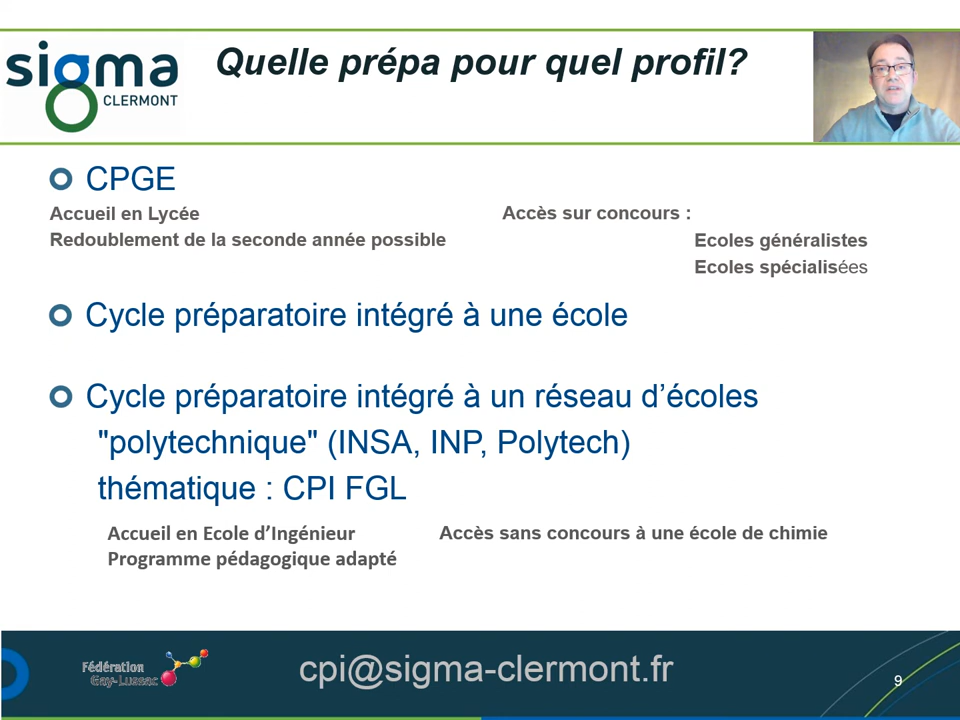 sigma
CLERMONT
Quelle prépa pour quel profil?
CPGE
Accueil en Lycée
Redoublement de la seconde année possible
Accès sur concours :
Ecoles généralistes
Ecoles spécialisées
Cycle préparatoire intégré à une école
Cycle préparatoire intégré à un réseau d’écoles
"polytechnique" (INSA, INP, Polytech)
thématique : CPI FGL
Accueil en Ecole d’Ingénieur
Programme pédagogique adapté
Accès sans concours à une école de chimie
Fédération
Gay-Lussac
cpi@sigma-clermont.fr
9